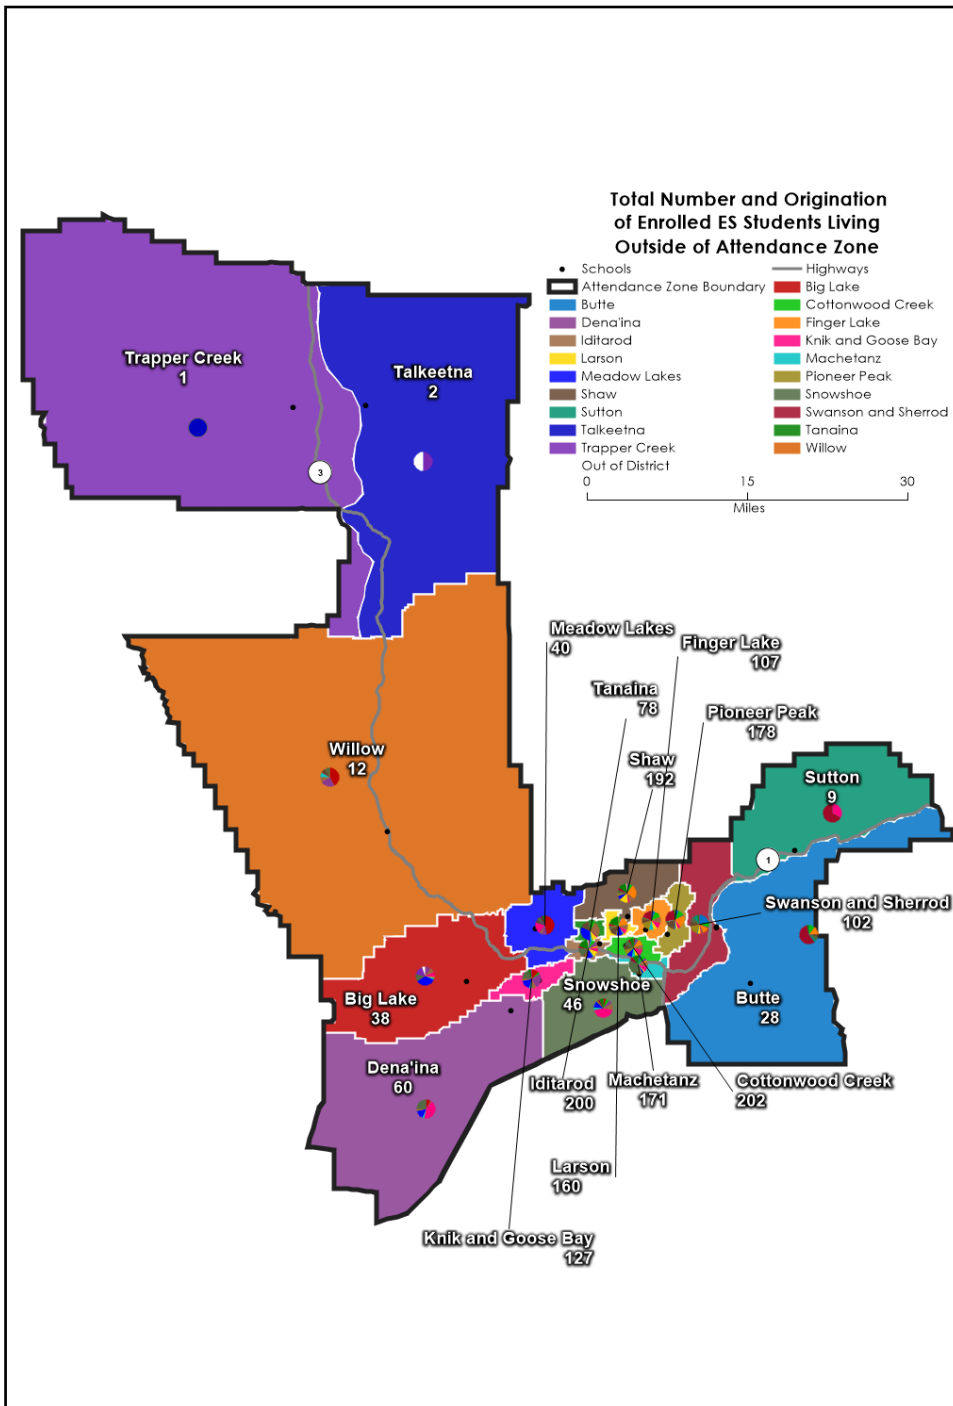 Total Number and Origination
of Enrolled ES Students Living
Outside of Attendance Zone
Schools
Highways
Attendance Zone Boundary
Big Lake
Butte
Cottonwood Creek
Dena'ina
Finger Lake
Iditarod
Knik and Goose Bay
Larson
Machetanz
Meadow Lakes
Pioneer Peak
Shaw
Snowshoe
Sutton
Swanson and Sherrod
Talkeetna
Tanaina
Trapper Creek
Willow
Out of District
0 15 30
Miles
Trapper Creek
1
Talkeetna
2
3
Meadow Lakes
40
Finger Lake
107
Tanaina
78
Pioneer Peak
178
Shaw
192
Willow
12
Sutton
9
1
Swanson and Sherrod
102
Big Lake
38
Snowshoe
46
Butte
28
Dena'ina
60
Iditarod
200
Machetanz
171
Cottonwood Creek
202
Larson
160
Knik and Goose Bay
127